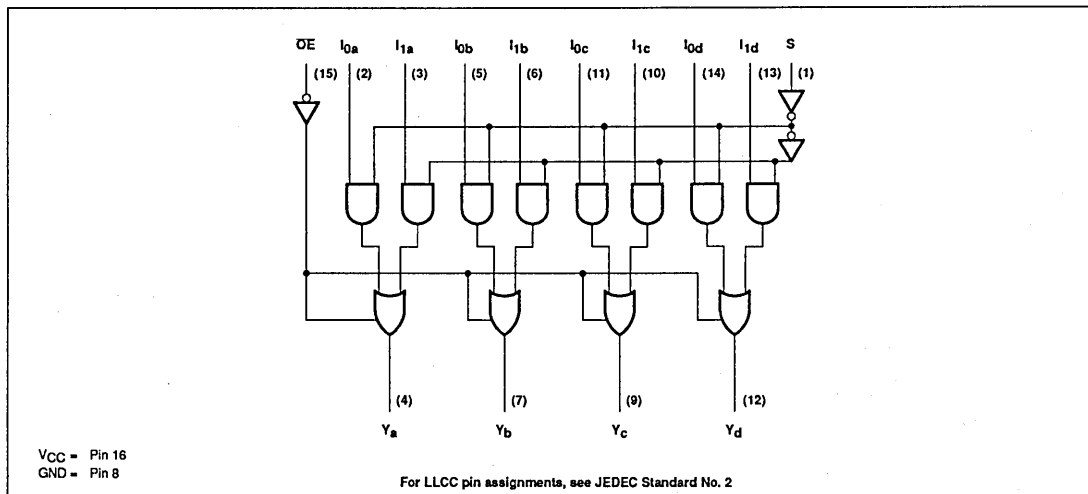 OE I0a I1a I0b I1b I0c I1c I0d I1d S
(15) (2) (3) (5) (6) (11) (10) (14) (13) (1)
(4) (7) (9) (12)
Ya Yb Yc Yd
VCC = Pin 16
GND = Pin 8
For LLCC pin assignments, see JEDEC Standard No. 2